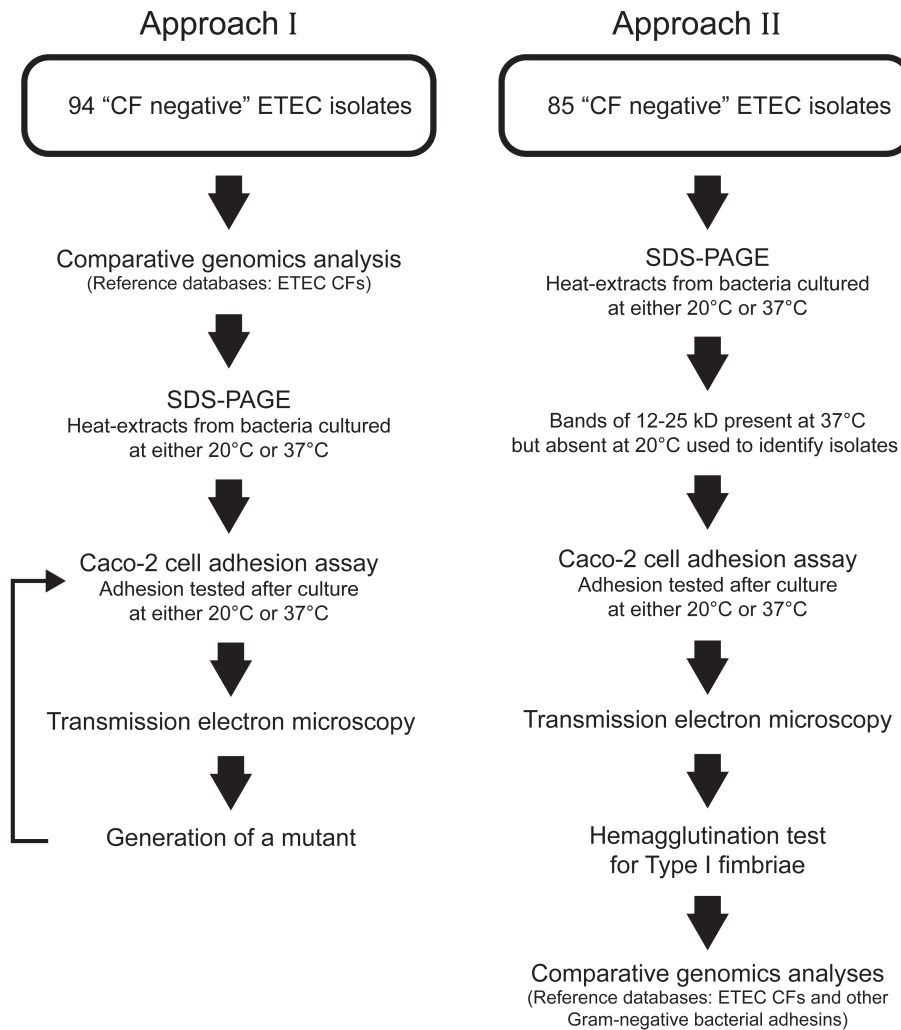 Approach I
94 “CF negative” ETEC isolates
Comparative genomics analysis
(Reference databases: ETEC CFs)
SDS-PAGE
Heat-extracts from bacteria cultured
at either 20°C or 37°C
Caco-2 cell adhesion assay
Adhesion tested after culture
at either 20°C or 37°C
Transmission electron microscopy
Generation of a mutant
Approach II
85 “CF negative” ETEC isolates
SDS-PAGE
Heat-extracts from bacteria cultured
at either 20°C or 37°C
Bands of 12-25 kD present at 37°C
but absent at 20°C used to identify isolates
Caco-2 cell adhesion assay
Adhesion tested after culture
at either 20°C or 37°C
Transmission electron microscopy
Hemagglutination test
for Type I fimbriae
Comparative genomics analyses
(Reference databases: ETEC CFs and other
Gram-negative bacterial adhesins)